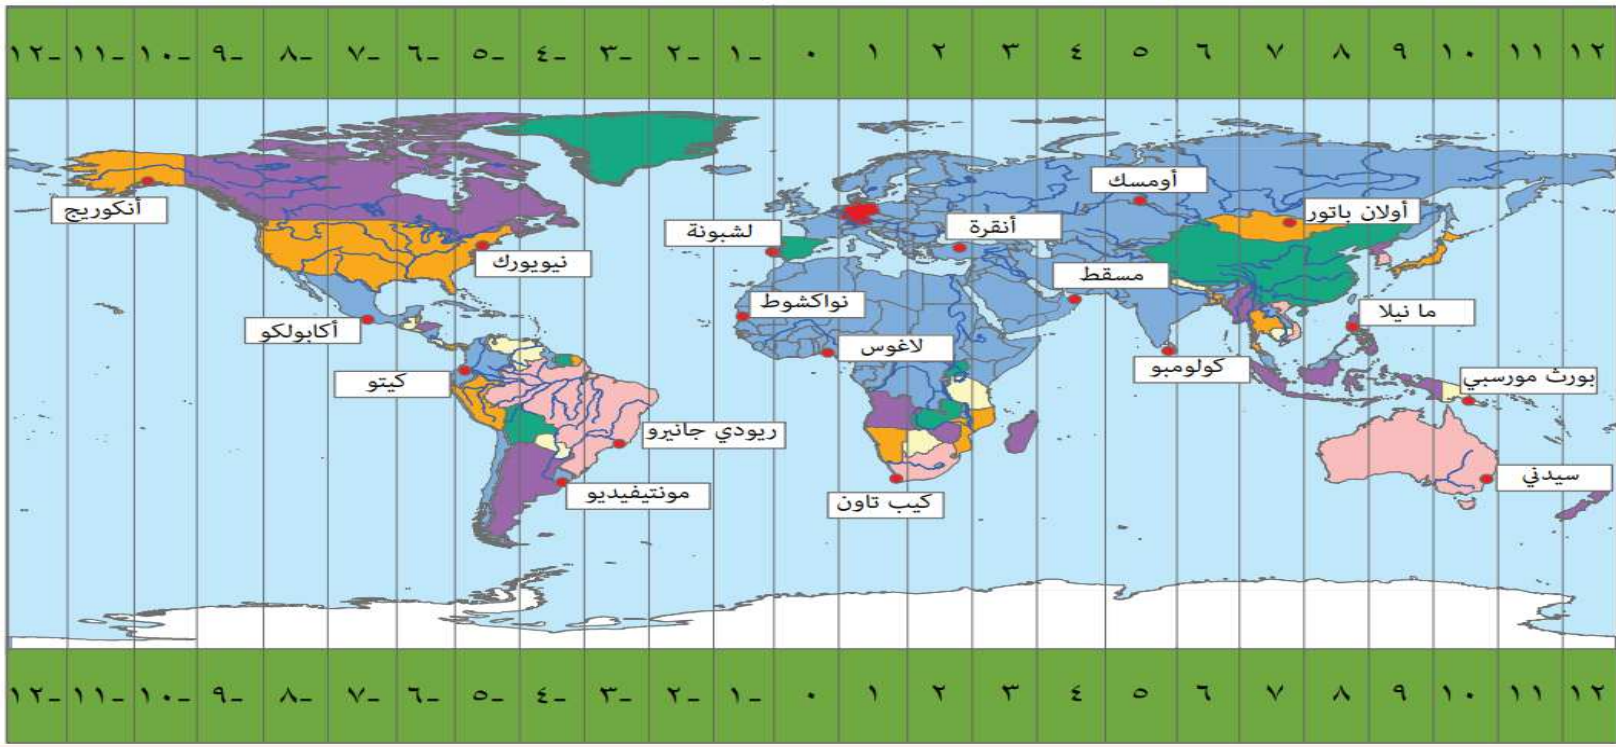 -١٢ -١١ -١٠ -٩ -٨ -٧ -٦ -٥ -٤ -٣ -٢ -١ ٠ ١ ٢ ٣ ٤ ٥ ٦ ٧ ٨ ٩ ١٠ ١١ ١٢
أومسك
أنكوريج
أولان باتور
لشبونة
أنقرة
نيويورك
مسقط
نواكشوط
ما نيلا
أكابولكو
لاغوس
كولومبو
كيتو
بورث مورسبي
ريودي جانيرو
سيدني
مونتيفيديو
كيب تاون
-١٢ -١١ -١٠ -٩ -٨ -٧ -٦ -٥ -٤ -٣ -٢ -١ ٠ ١ ٢ ٣ ٤ ٥ ٦ ٧ ٨ ٩ ١٠ ١١ ١٢